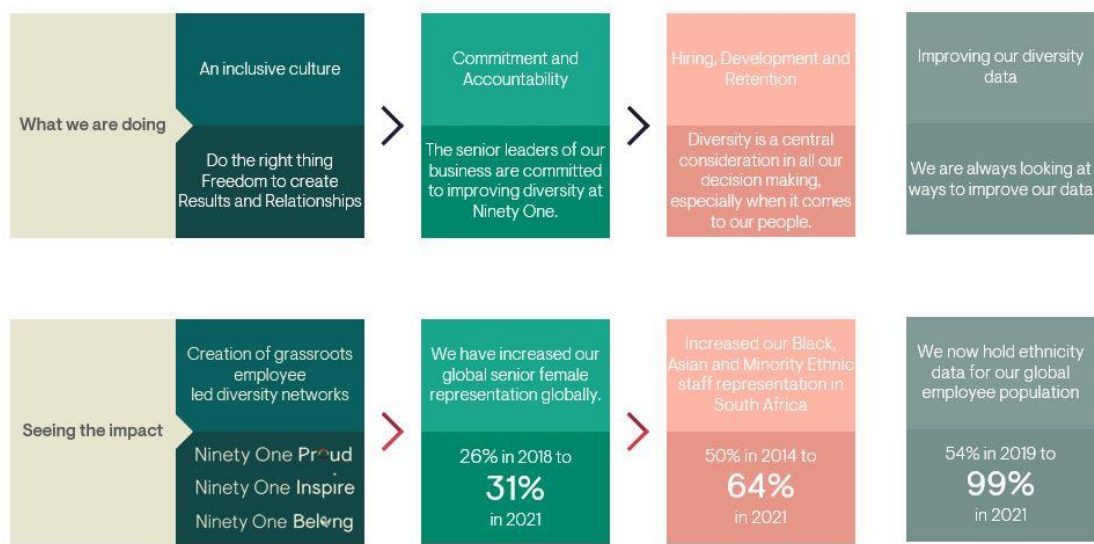 What we are doing
An inclusive culture
Do the right thing
Freedom to create
Results and Relationships
Commitment and
Accountability
The senior leaders of our
business are committed
to improving diversity at
Ninety One.
Hiring, Development and
Retention
Diversity is a central
consideration in all our
decision making,
especially when it comes
to our people.
Improving our diversity
data
We are always looking at
ways to improve our data
Seeing the impact
Creation of grassroots
employee
led diversity networks
Ninety One Proud
Ninety One Inspire
Ninety One Belong
We have increased our
global senior female
representation globally.
26% in 2018 to
31%
in 2021
Increased our Black,
Asian and Minority Ethnic
staff representation in
South Africa
50% in 2014 to
64%
in 2021
We now hold ethnicity
data for our global
employee population
54% in 2019 to
99%
in 2021